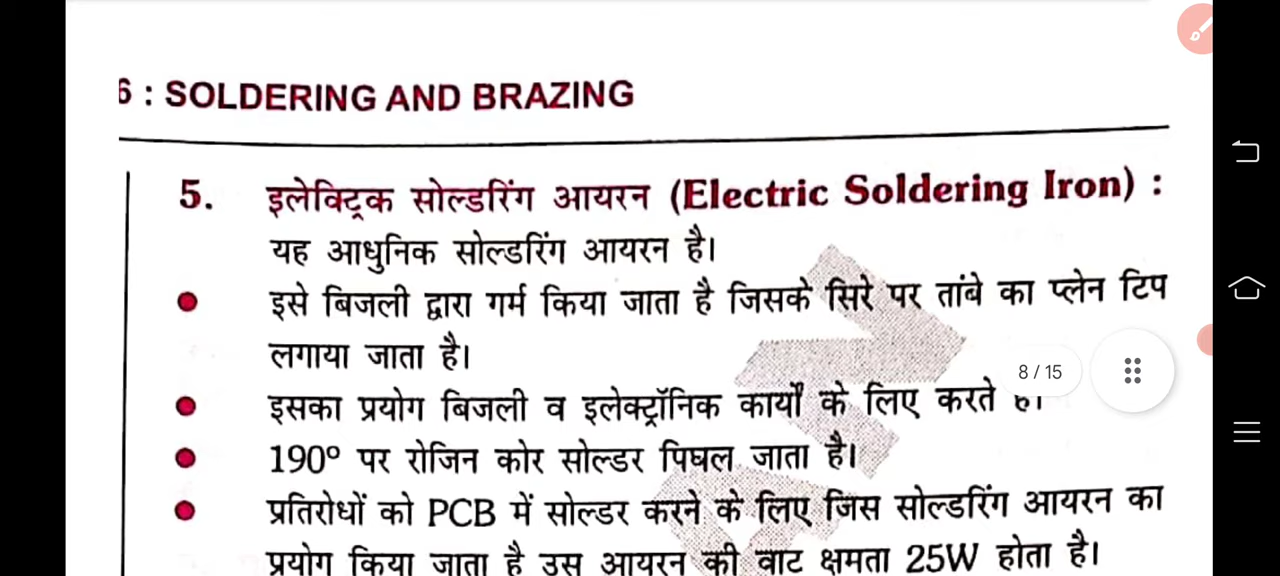 6 : SOLDERING AND BRAZING
5. इलेक्ट्रिक सोल्डरिंग आयरन (Electric Soldering Iron) :
यह आधुनिक सोल्डरिंग आयरन है।
इसे बिजली द्वारा गर्म किया जाता है जिसके सिरे पर तांबे का प्लेन टिप
लगाया जाता है।
8 / 15
इसका प्रयोग बिजली व इलेक्ट्रॉनिक कार्यों के लिए करते हैं।
190° पर रोजिन कोर सोल्डर पिघल जाता है।
प्रतिरोधों को PCB में सोल्डर करने के लिए जिस सोल्डरिंग आयरन का
प्रयोग किया जाता है उस आयरन की वाट क्षमता 25W होता है।